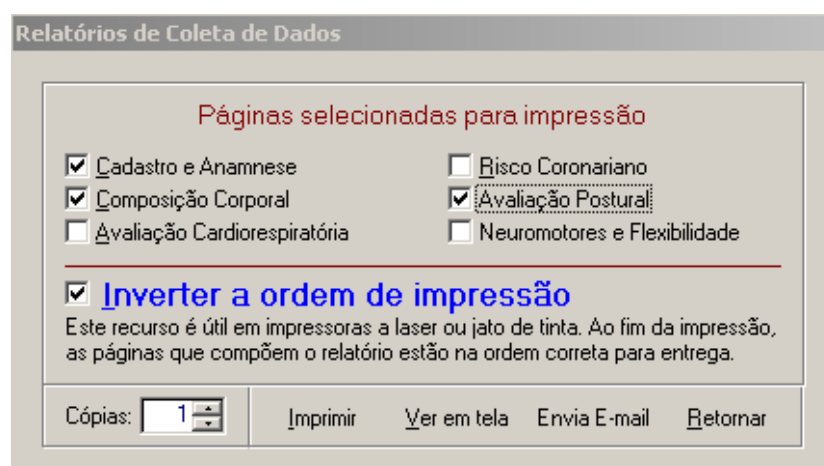 Relatórios de Coleta de Dados
Páginas selecionadas para impressão
Cadastro e Anamnese
Risco Coronariano
Composição Corporal
Avaliação Postural
Avaliação Cardiorespiratória
Neuromotores e Flexibilidade
Inverter a ordem de impressão
Este recurso é útil em impressoras a laser ou jato de tinta. Ao fim da impressão,
as páginas que compõem o relatório estão na ordem correta para entrega.
Cópias: 1 Imprimir Ver em tela Envia E-mail Retornar